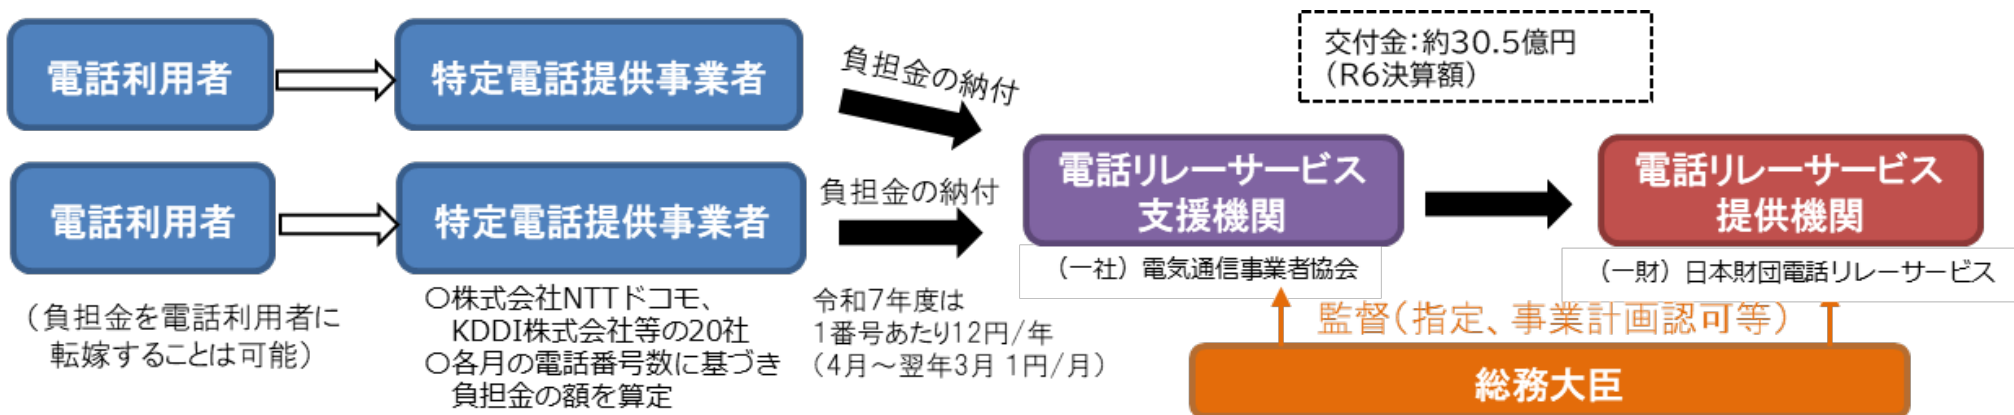 電話利用者
特定電話提供事業者
負担金の納付
交付金：約30.5億円
（R6決算額）
電話利用者
特定電話提供事業者
負担金の納付
電話リレーサービス
支援機関
電話リレーサービス
提供機関
（一社）電気通信事業者協会
（一財）日本財団電話リレーサービス
（負担金を電話利用者に
転嫁することは可能）
〇株式会社NTTドコモ、
KDDI株式会社等の20社
〇各月の電話番号数に基づき
負担金の額を算定
令和7年度は
1番号あたり12円/年
（4月～翌年3月 1円/月）
監督（指定、事業計画認可等）
総務大臣